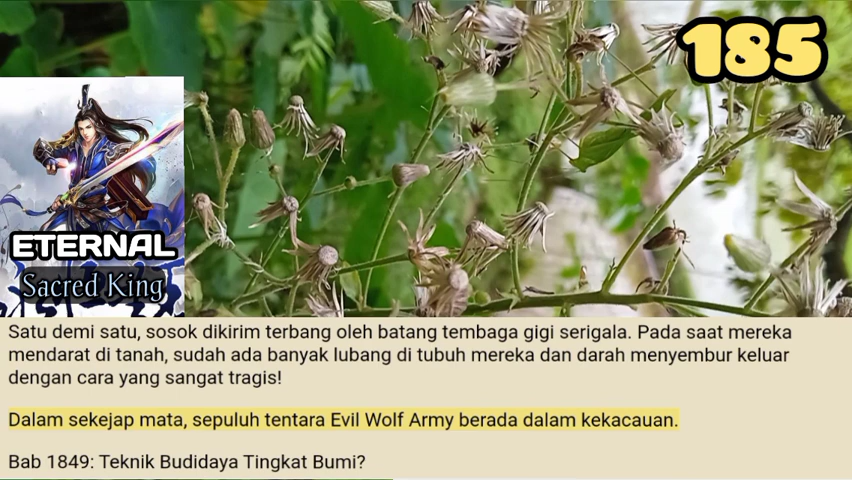 185
ETERNAL
Sacred King
Satu demi satu, sosok dikirim terbang oleh batang tembaga gigi serigala. Pada saat mereka
mendarat di tanah, sudah ada banyak lubang di tubuh mereka dan darah menyembur keluar
dengan cara yang sangat tragis!
Dalam sekejap mata, sepuluh tentara Evil Wolf Army berada dalam kekacauan.
Bab 1849: Teknik Budidaya Tingkat Bumi?